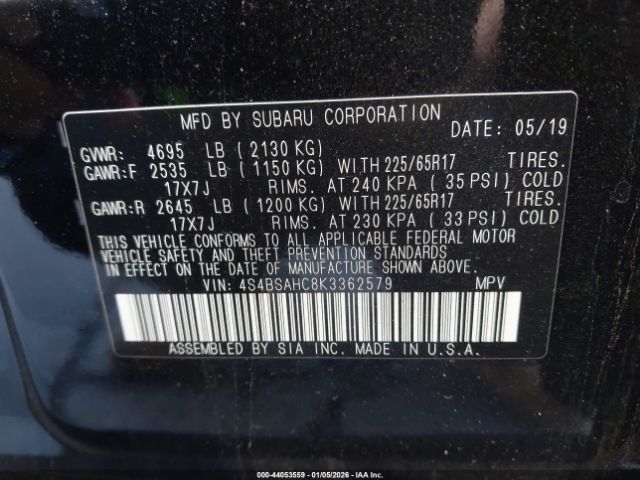 MFD BY SUBARU CORPORATION DATE: 05/19
GVWR: 4695 LB ( 2130 KG)
GAWR:F 2535 LB ( 1150 KG) WITH 225/65R17 TIRES.
17X7J RIMS. AT 240 KPA ( 35 PSI) COLD
GAWR:R 2645 LB ( 1200 KG) WITH 225/65R17 TIRES.
17X7J RIMS. AT 230 KPA ( 33 PSI) COLD
THIS VEHICLE CONFORMS TO ALL APPLICABLE FEDERAL MOTOR
VEHICLE SAFETY AND THEFT PREVENTION STANDARDS
IN EFFECT ON THE DATE OF MANUFACTURE SHOWN ABOVE.
VIN: 4S4BSAHC8K3362579 MPV
ASSEMBLED BY SIA INC. MADE IN U.S.A.
000-44053559 - 01/05/2026 - IAAI